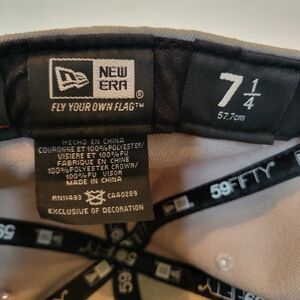 NEW
ERA
FLY YOUR OWN FLAG™
7 1/4
57.7cm
HECHO EN CHINA
COURONNE ET 100%POLYESTER/
VISIERE ET 100%PU
FABRIQUE EN CHINE
100%POLYESTER CROWN/
100%PU VISOR
MADE IN CHINA
RN11493 CA40289
EXCLUSIVE OF DECORATION
59FIFTY
59FIFTY
59FIFTY